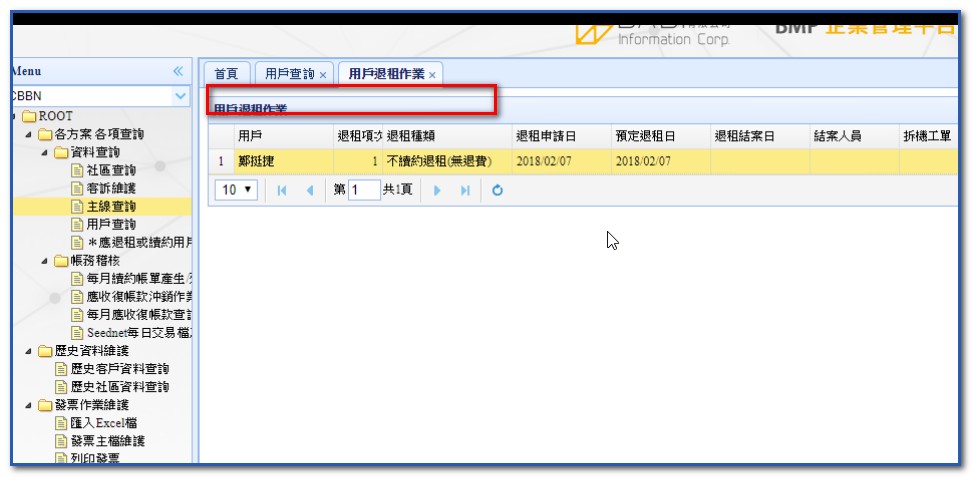 Information Corp.
BMP 企業管理平台
Menu
首頁 用戶查詢 × 用戶退租作業 ×
CBBN
用戶退租作業
ROOT
各方案各項查詢
資料查詢
社區查詢
客訴維護
主線查詢
用戶查詢
＊應退租或續約用戶
帳務稽核
每月續約帳單產生
應收復帳款沖銷作業
每月應收復帳款查詢
Seednet每日交易檔
歷史資料維護
歷史客戶資料查詢
歷史社區資料查詢
發票作業維護
匯入Excel檔
發票主檔維護
列印發票
用戶 退租項次 退租種類 退租申請日 預定退租日 退租結案日 結案人員 拆機工單
1 鄭挺捷 1 不續約退租(無退費) 2018/02/07 2018/02/07
10 第 1 共1頁